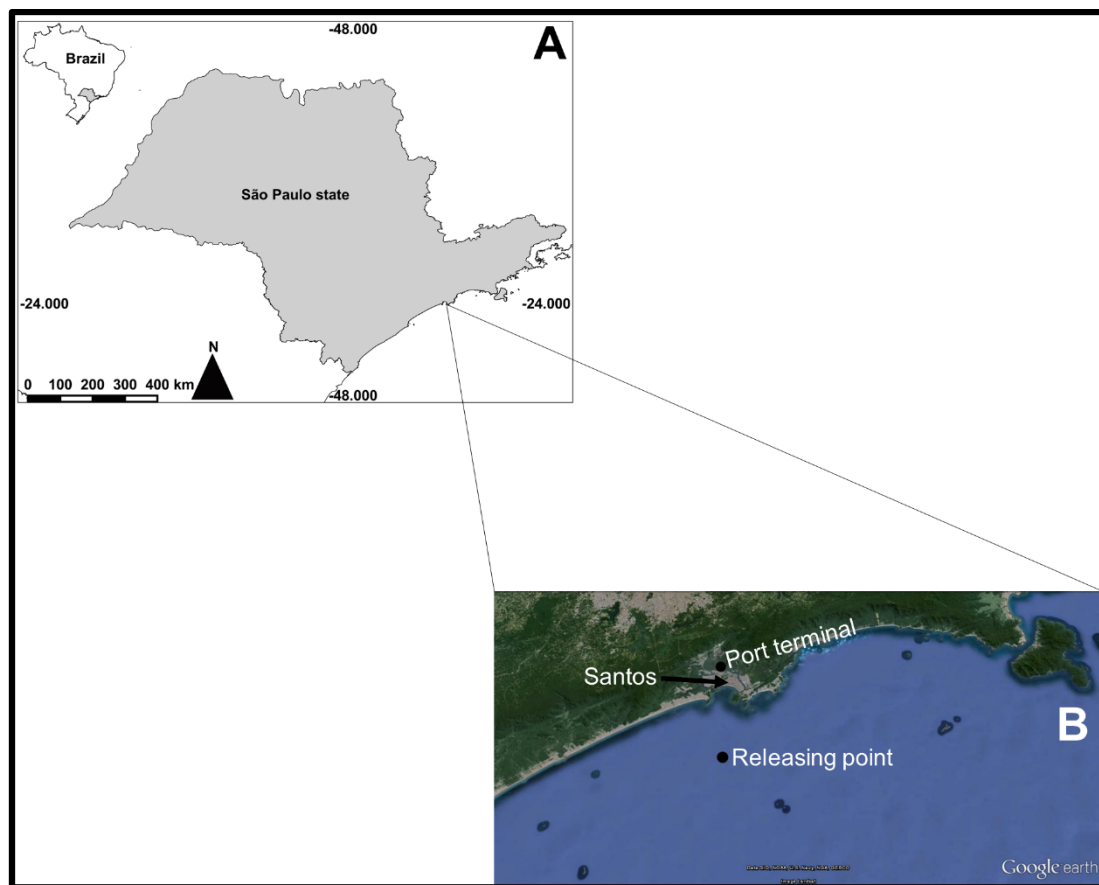 -48.000
A
Brazil
São Paulo state
-24.000
-24.000
N
0 100 200 300 400 km
-48.000
Port terminal
Santos
B
Releasing point
Google earth